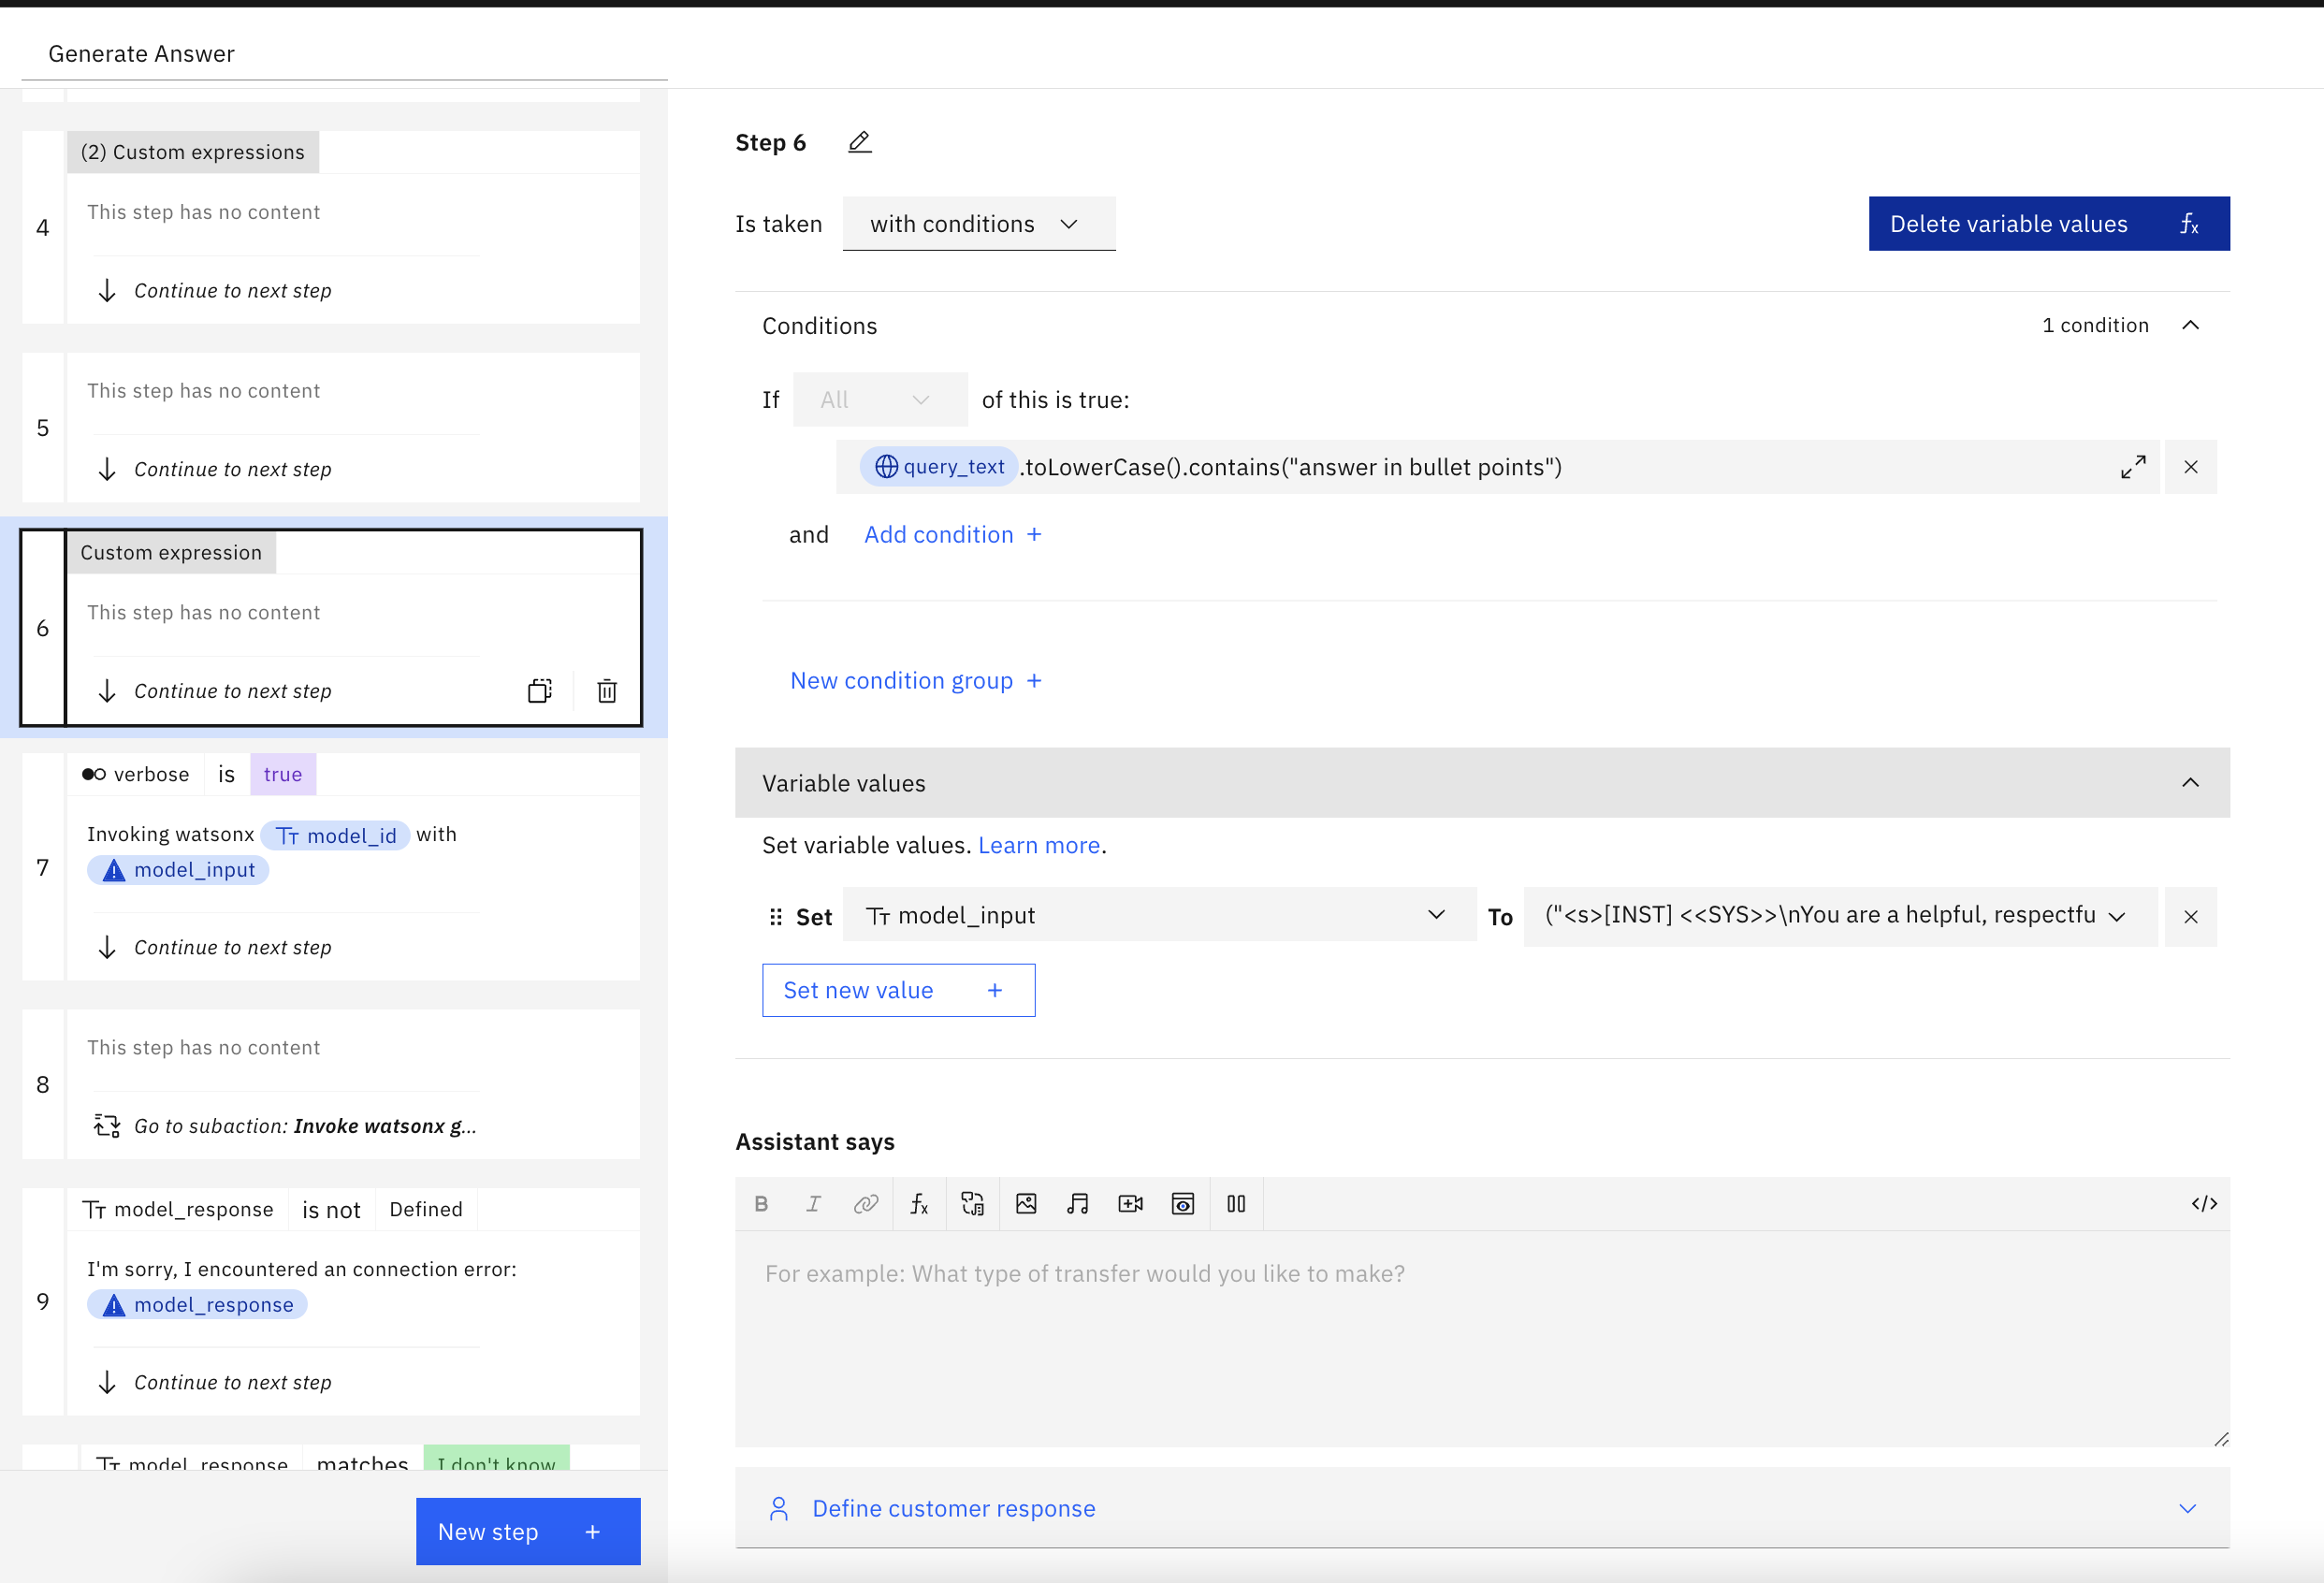 Generate Answer
(2) Custom expressions
4
This step has no content
Continue to next step
5
This step has no content
Continue to next step
6
Custom expression
This step has no content
Continue to next step
7
verbose is true
Invoking watsonx Tт model_id with
model_input
Continue to next step
8
This step has no content
Go to subaction: Invoke watsonx g...
9
Tт model_response is not Defined
I'm sorry, I encountered an connection error:
model_response
Continue to next step
Tт model_response matches I don't know
New step +
Step 6
Is taken with conditions
Delete variable values fx
Conditions 1 condition
If All of this is true:
query_text .toLowerCase().contains("answer in bullet points")
and Add condition +
New condition group +
Variable values
Set variable values. Learn more.
Set Tт model_input To ("<s>[INST] <<SYS>>\nYou are a helpful, respectfu
Set new value +
Assistant says
B I fx </>
For example: What type of transfer would you like to make?
Define customer response